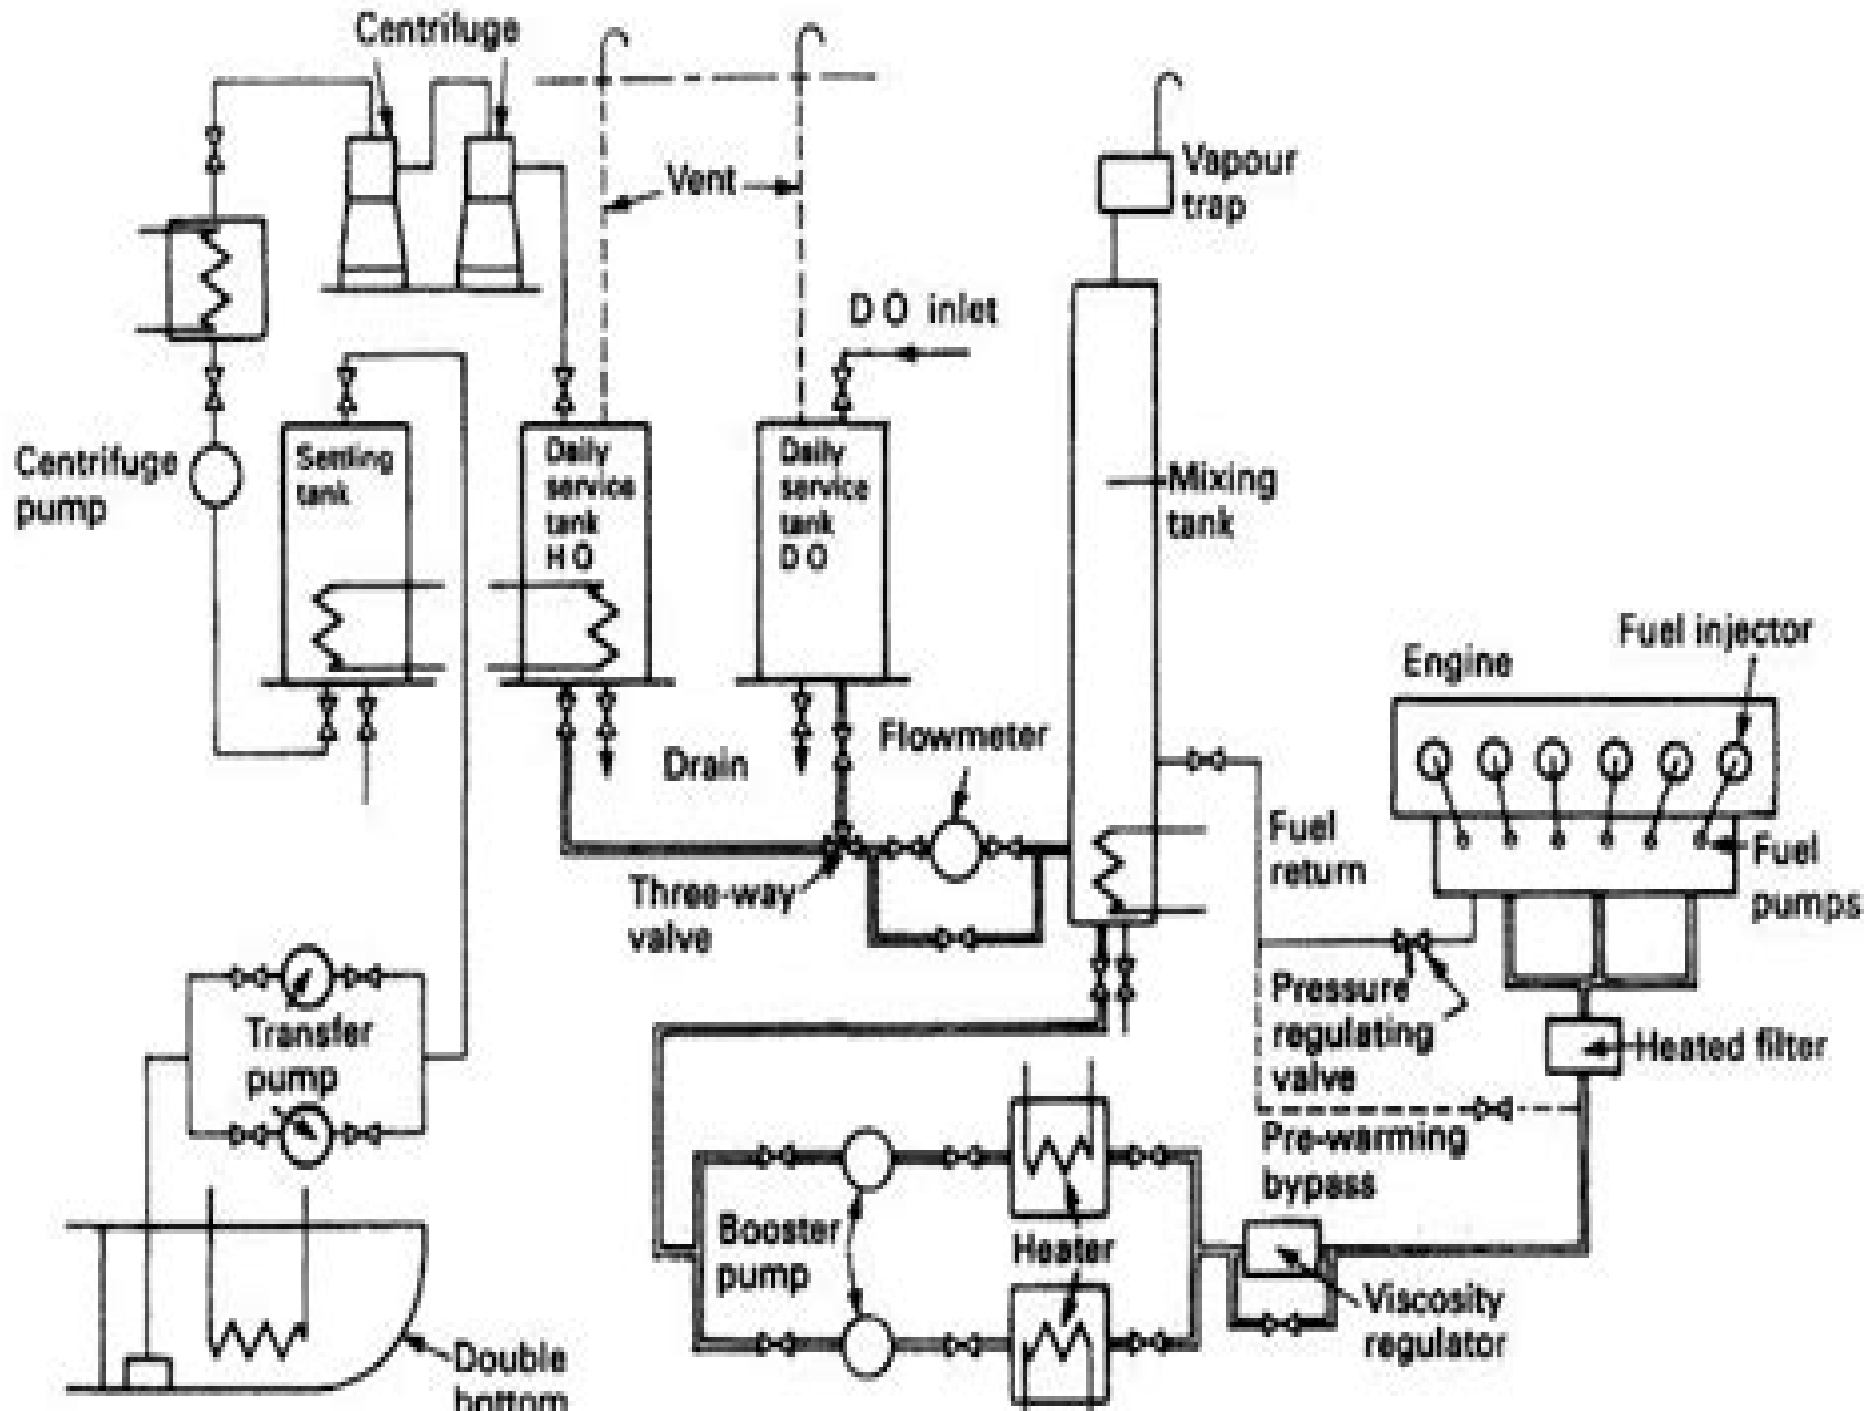 Centrifuge
Vent
Vapour
trap
D O inlet
Centrifuge
pump
Settling
tank
Daily
service
tank
H O
Daily
service
tank
D O
Mixing
tank
Fuel injector
Engine
Flowmeter
Drain
Fuel
return
Fuel
pumps
Three-way
valve
Pressure
regulating
valve
Transfer
pump
Heated filter
Pre-warming
bypass
Booster
pump
Heater
Viscosity
regulator
Double
bottom